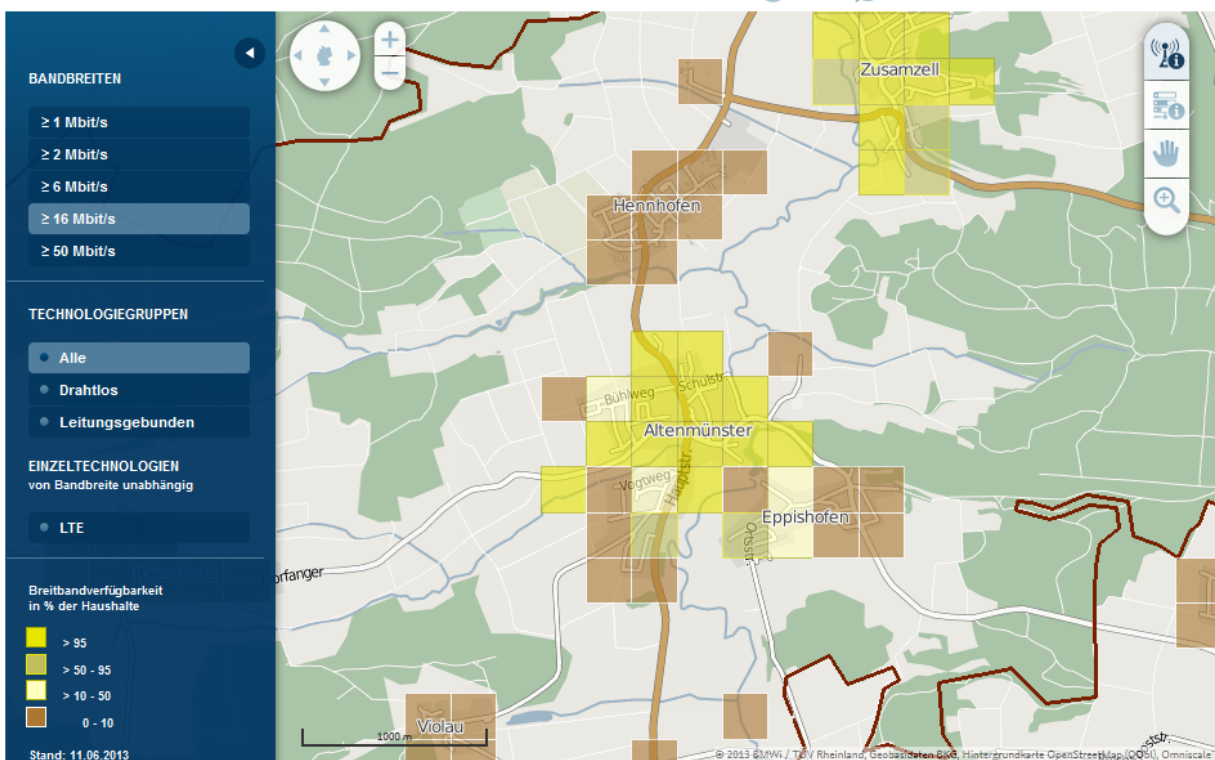 BANDBREITEN
≥ 1 Mbit/s
≥ 2 Mbit/s
≥ 6 Mbit/s
≥ 16 Mbit/s
≥ 50 Mbit/s
TECHNOLOGIEGRUPPEN
Alle
Drahtlos
Leitungsgebunden
EINZELTECHNOLOGIEN
von Bandbreite unabhängig
LTE
Breitbandverfügbarkeit
in % der Haushalte
> 95
> 50 - 95
> 10 - 50
0 - 10
Stand: 11.06.2013
Zusamzell
Hennhofen
Bühlweg
Schulstr.
Altenmünster
Vogtweg
Hauptstr.
Eppishofen
Ortsstr.
orfanger
Violau
1000 m
© 2013 BMWi / TÜV Rheinland, Geobasisdaten BKG, Hintergrundkarte OpenStreetMap (ODbL), Omniscale